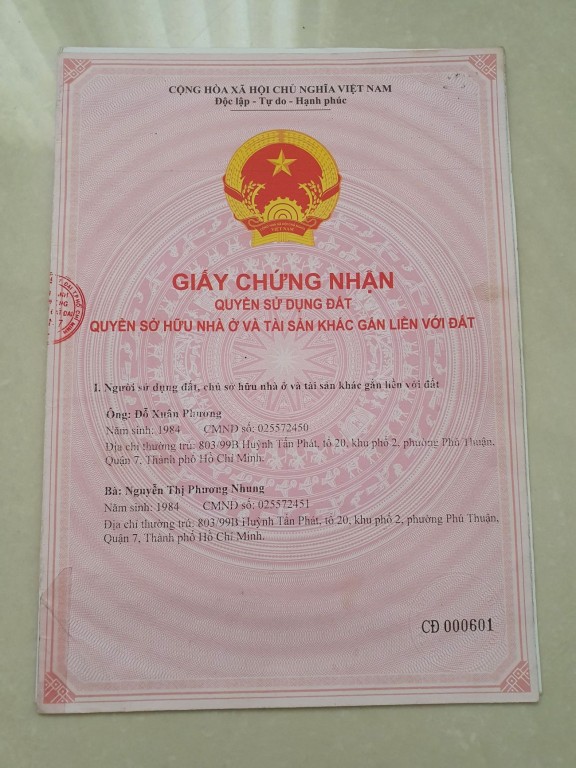 CỘNG HÒA XÃ HỘI CHỦ NGHĨA VIỆT NAM
Độc lập - Tự do - Hạnh phúc
VIỆT NAM
GIẤY CHỨNG NHẬN
QUYỀN SỬ DỤNG ĐẤT
QUYỀN SỞ HỮU NHÀ Ở VÀ TÀI SẢN KHÁC GẮN LIỀN VỚI ĐẤT
I. Người sử dụng đất, chủ sở hữu nhà ở và tài sản khác gắn liền với đất
Ông: Đỗ Xuân Phương
Năm sinh: 1984 CMND số: 025572450
Địa chỉ thường trú: 803/99B Huỳnh Tấn Phát, tổ 20, khu phố 2, phường Phú Thuận,
Quận 7, Thành phố Hồ Chí Minh.
Bà: Nguyễn Thị Phương Nhung
Năm sinh: 1984 CMND số: 025572451
Địa chỉ thường trú: 803/99B Huỳnh Tấn Phát, tổ 20, khu phố 2, phường Phú Thuận,
Quận 7, Thành phố Hồ Chí Minh.
CĐ 000601